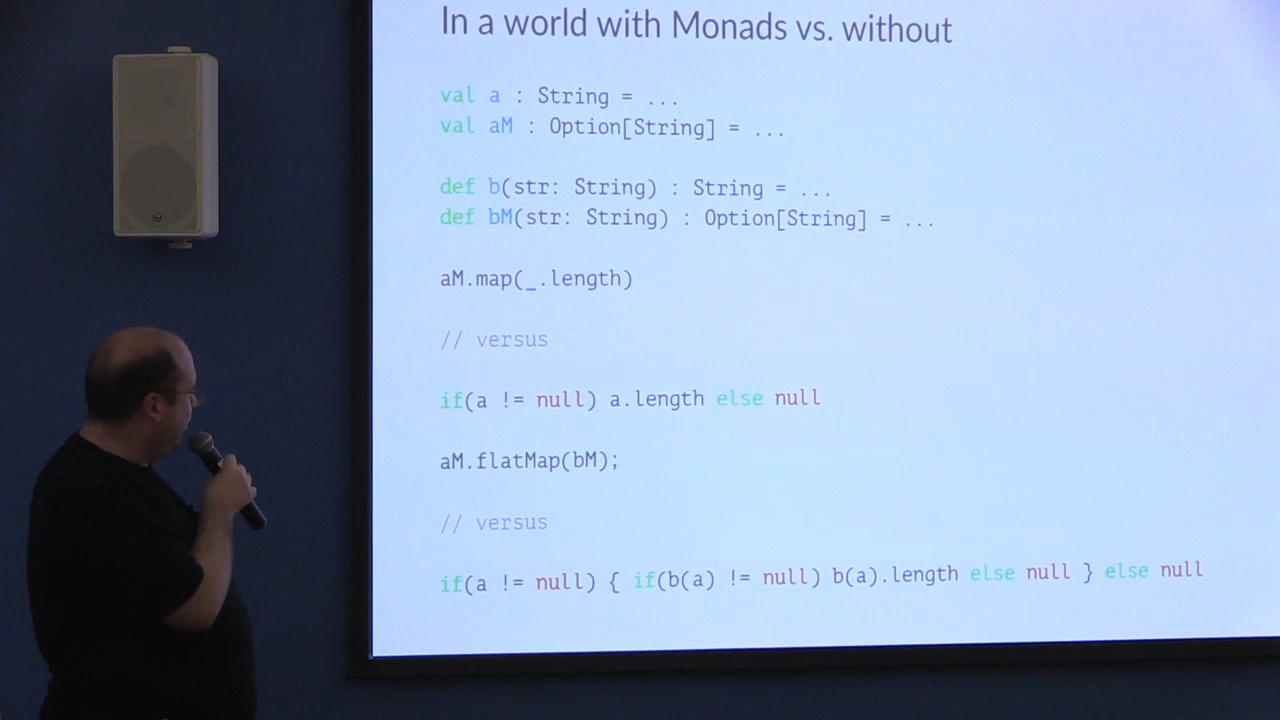 In a world with Monads vs. without
val a : String = ...
val aM : Option[String] = ...
def b(str: String) : String = ...
def bM(str: String) : Option[String] = ...
aM.map(_.length)
// versus
if(a != null) a.length else null
aM.flatMap(bM);
// versus
if(a != null) { if(b(a) != null) b(a).length else null } else null